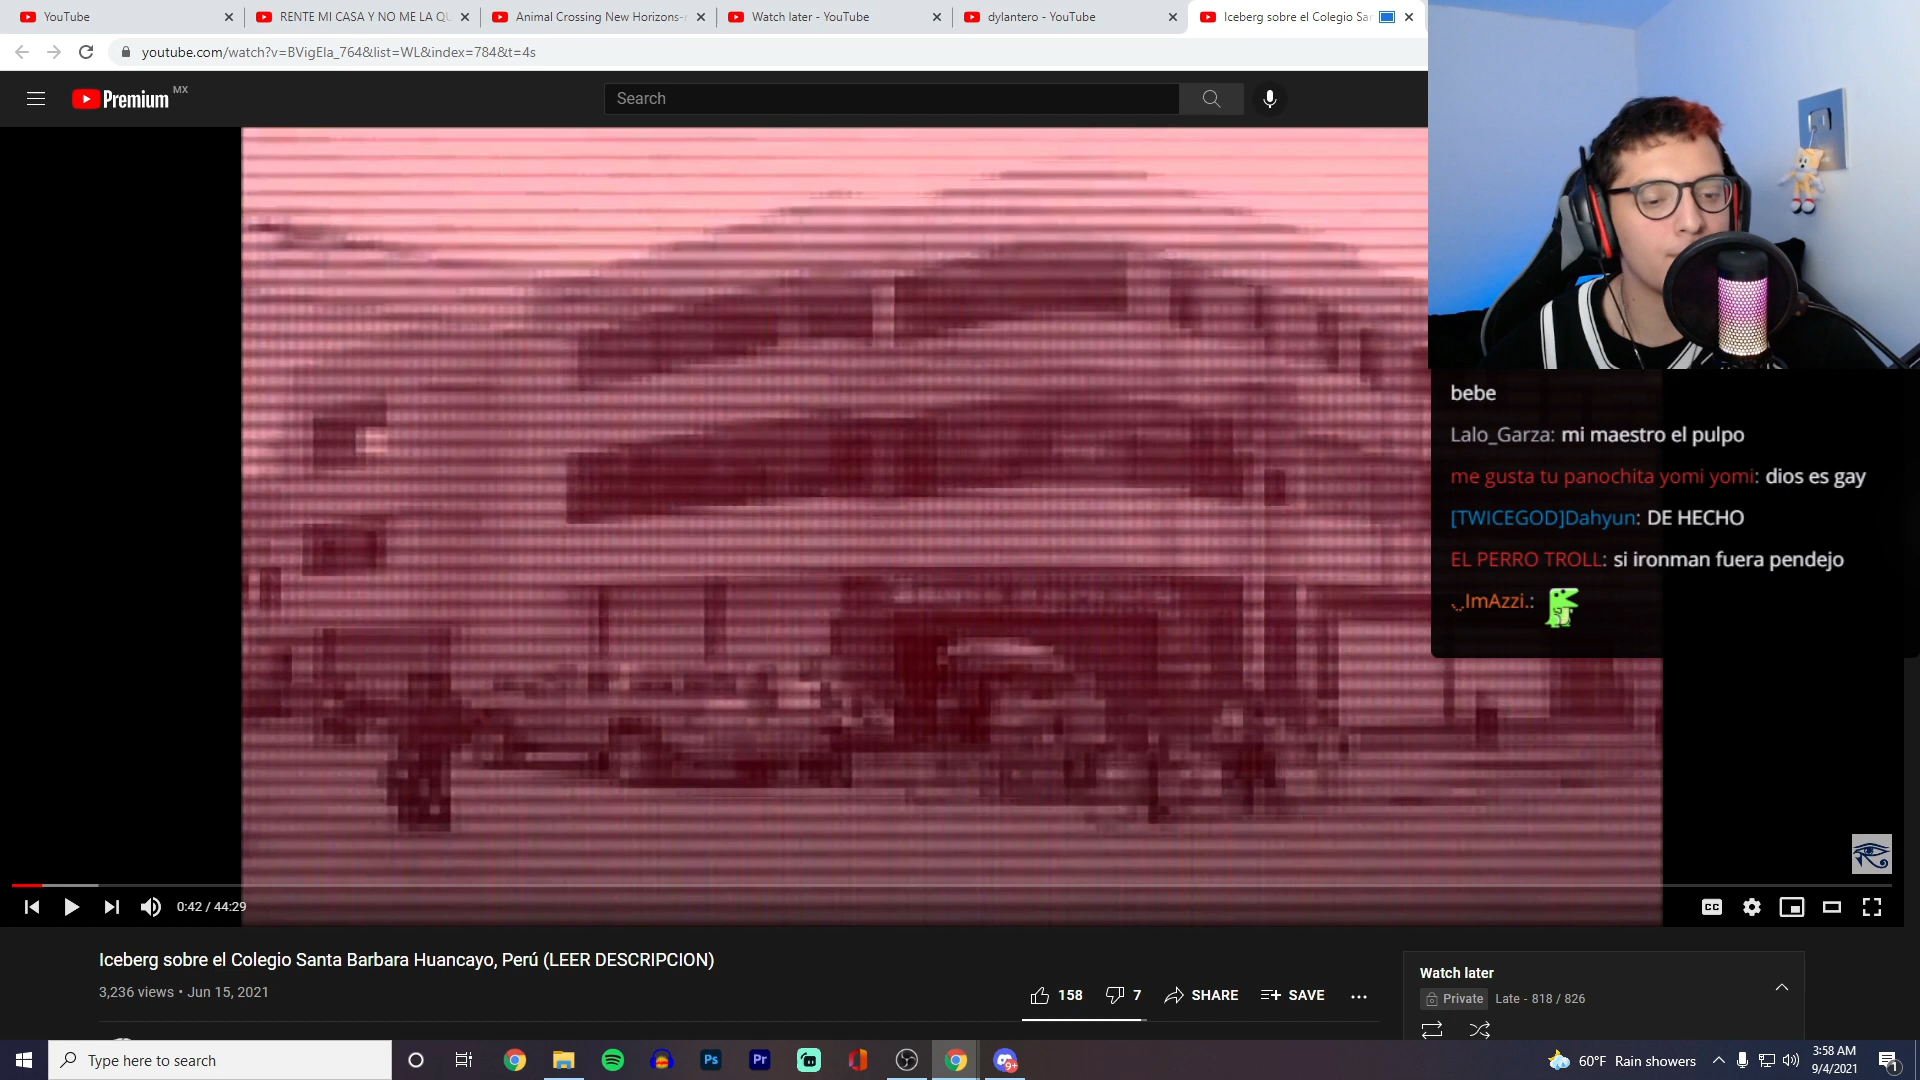 YouTube
RENTE MI CASA Y NO ME LA QU
Animal Crossing New Horizons-
Watch later - YouTube
dylantero - YouTube
Iceberg sobre el Colegio Sa
youtube.com/watch?v=BVigEla_764&list=WL&index=784&t=4s
Premium MX
Search
bebe
Lalo_Garza: mi maestro el pulpo
me gusta tu panochita yomi yomi: dios es gay
[TWICEGOD]Dahyun: DE HECHO
EL PERRO TROLL: si ironman fuera pendejo
ImAzzi.:
0:42 / 44:29
CC
Iceberg sobre el Colegio Santa Barbara Huancayo, Perú (LEER DESCRIPCION)
3,236 views • Jun 15, 2021
158
7
SHARE
SAVE
Watch later
Private Late - 818 / 826
Type here to search
Ps
Pr
9+
60°F Rain showers
3:58 AM
9/4/2021
1